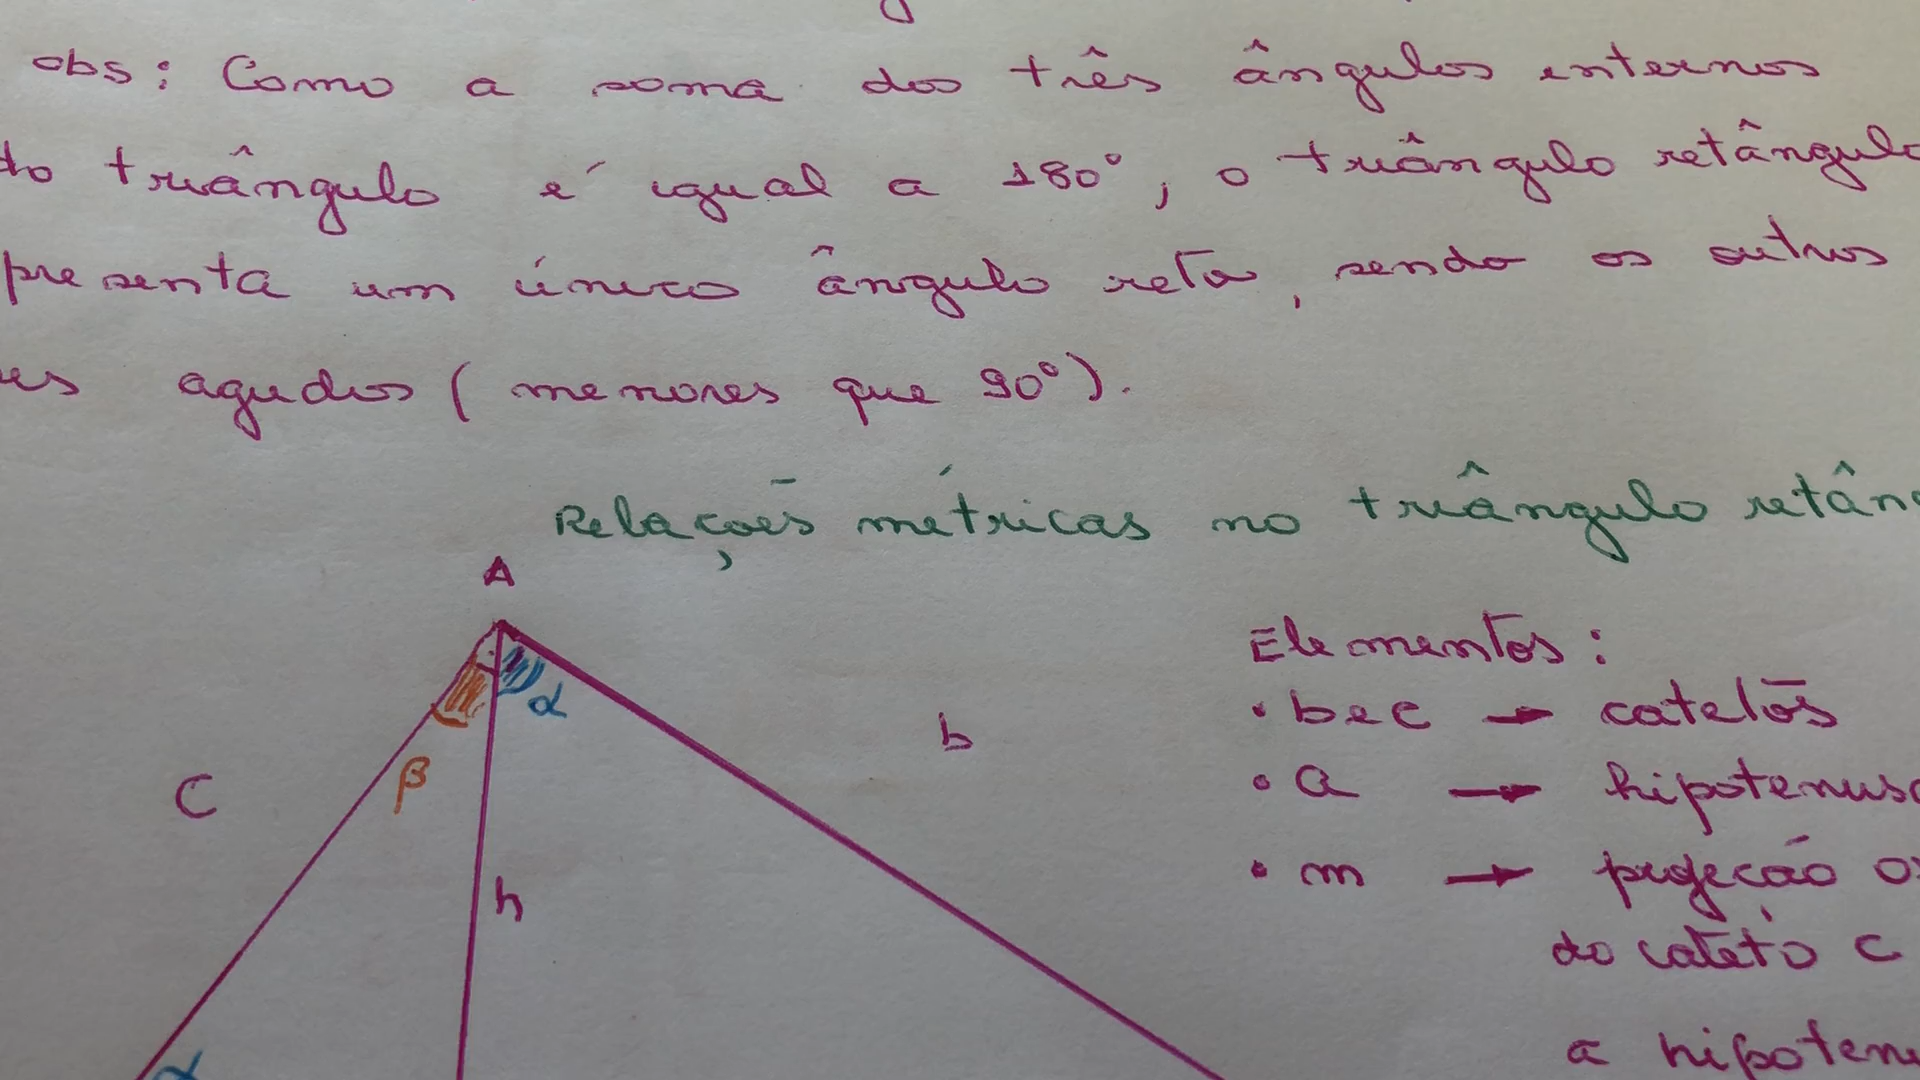 obs: Como a soma dos três ângulos internos
do triângulo é igual a 180°, o triângulo retângulo
presenta um único ângulo reto, sendo os outros
es agudos (menores que 90°).
Relações métricas no triângulo retân
A
Elementos:
α
b e c → catetos
b
β
C
a → hipotenusa
h
m → projeção o
do cateto c
α
a hipoten